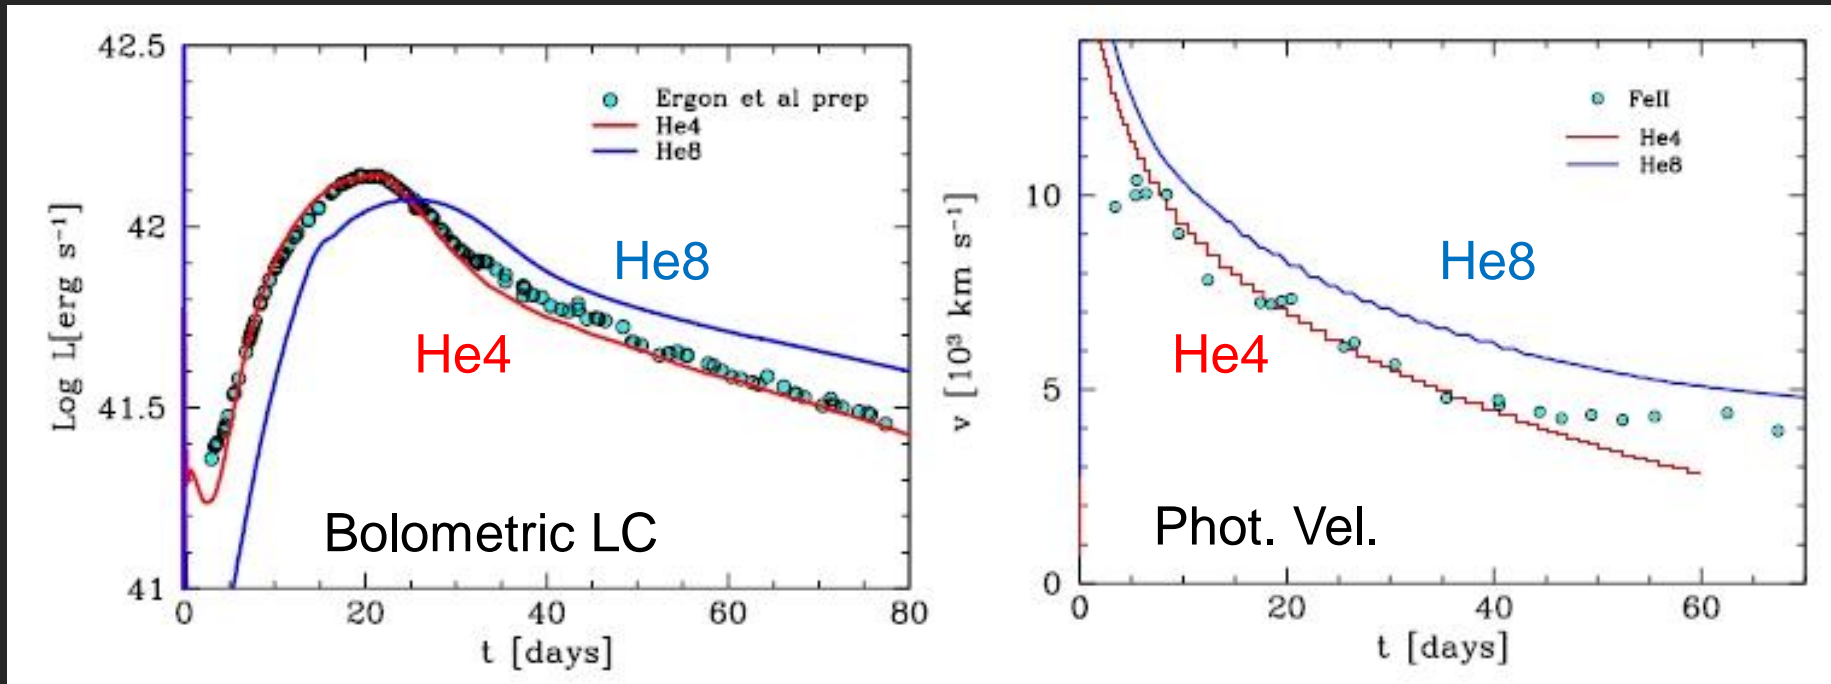 42.5
42
41.5
41
Log L[erg s⁻¹]
Ergon et al prep
He4
He8
He8
He4
Bolometric LC
0 20 40 60 80
t [days]
10
5
0
v [10³ km s⁻¹]
FeII
He4
He8
He8
He4
Phot. Vel.
0 20 40 60
t [days]